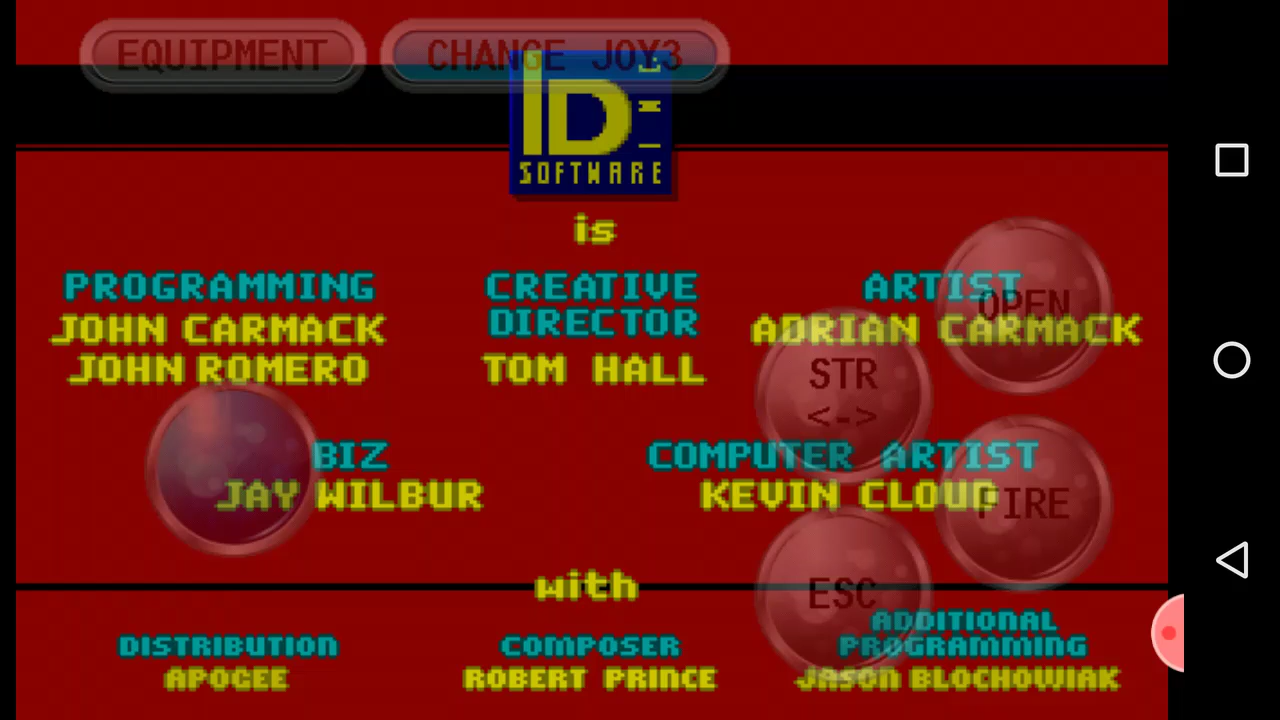 EQUIPMENT
CHANGE JOY3
ID
SOFTWARE
is
PROGRAMMING
JOHN CARMACK
JOHN ROMERO
CREATIVE
DIRECTOR
TOM HALL
ARTIST
ADRIAN CARMACK
OPEN
STR
<->
BIZ
JAY WILBUR
COMPUTER ARTIST
KEVIN CLOUD
FIRE
ESC
with
DISTRIBUTION
APOGEE
COMPOSER
ROBERT PRINCE
ADDITIONAL
PROGRAMMING
JASON BLOCHOWIAK